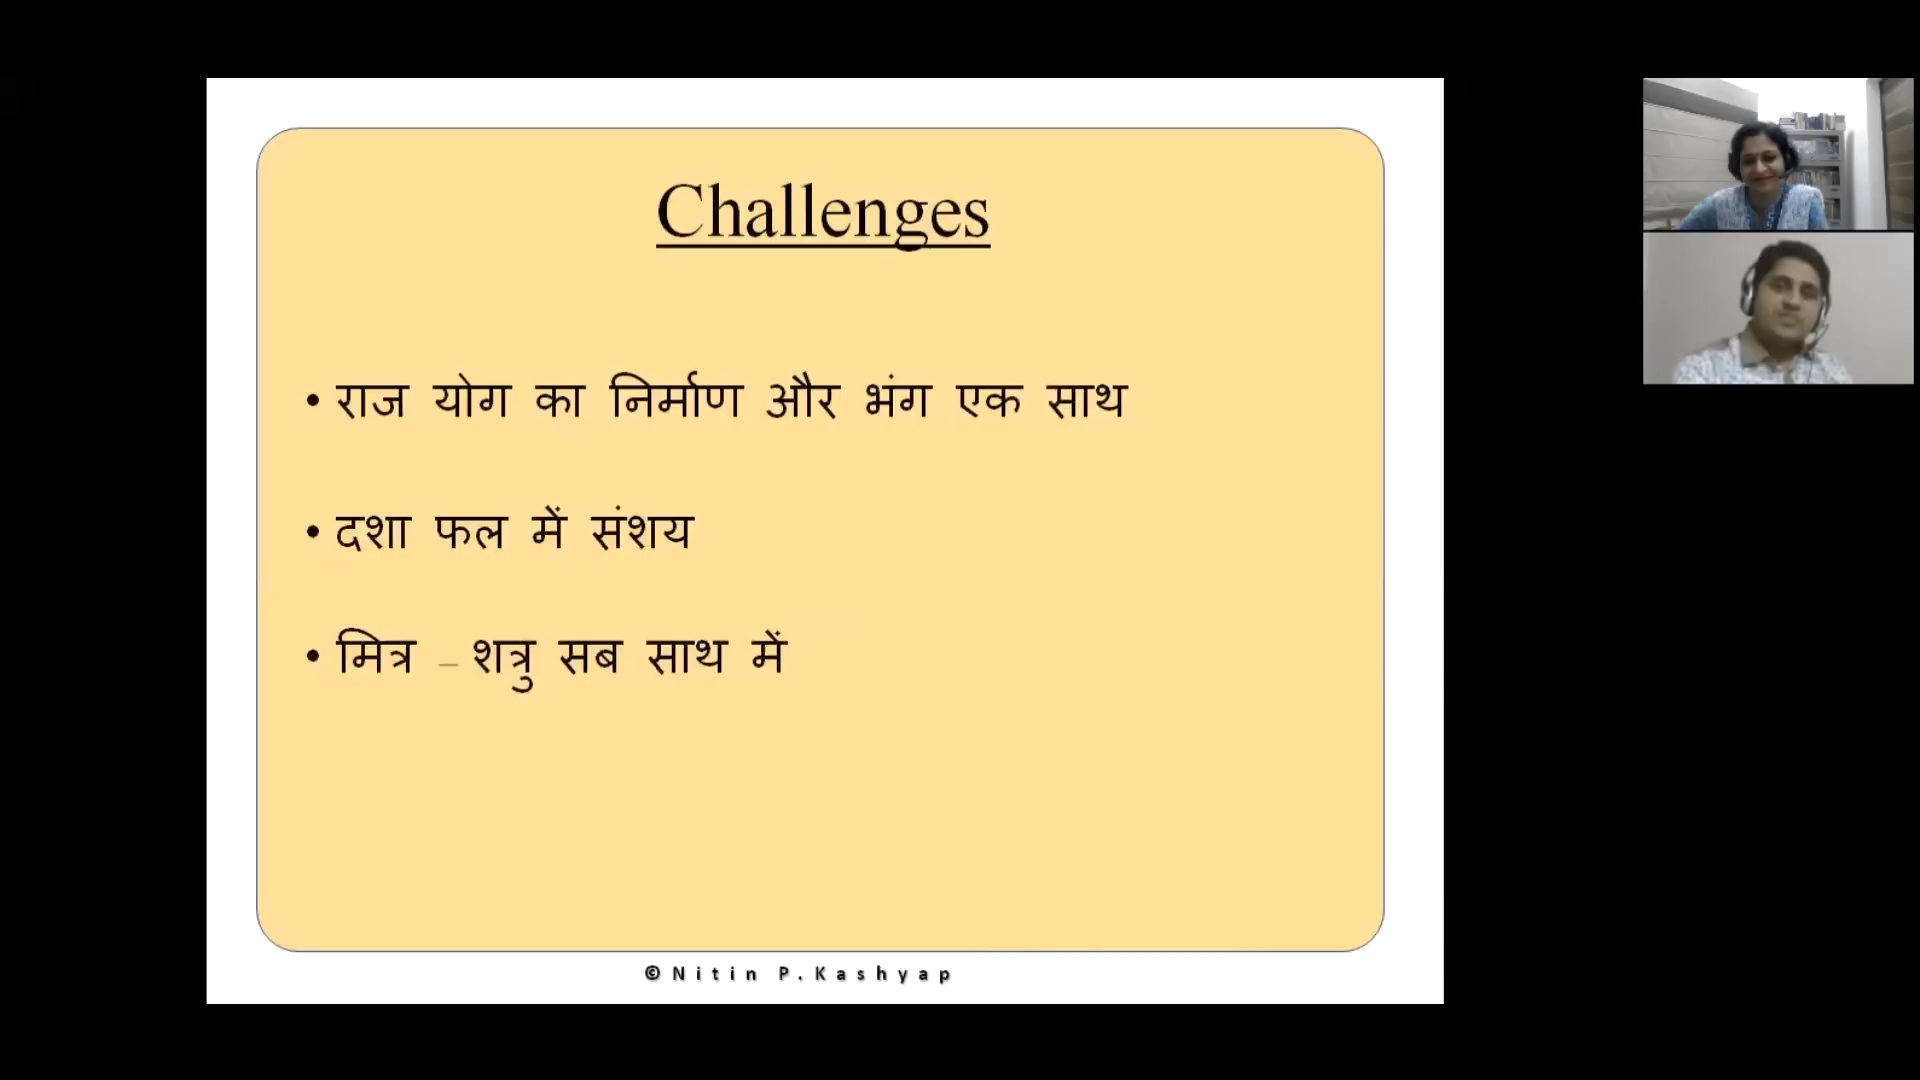 Challenges
• राज योग का निर्माण और भंग एक साथ
• दशा फल में संशय
• मित्र – शत्रु सब साथ में
© Nitin P. Kashyap